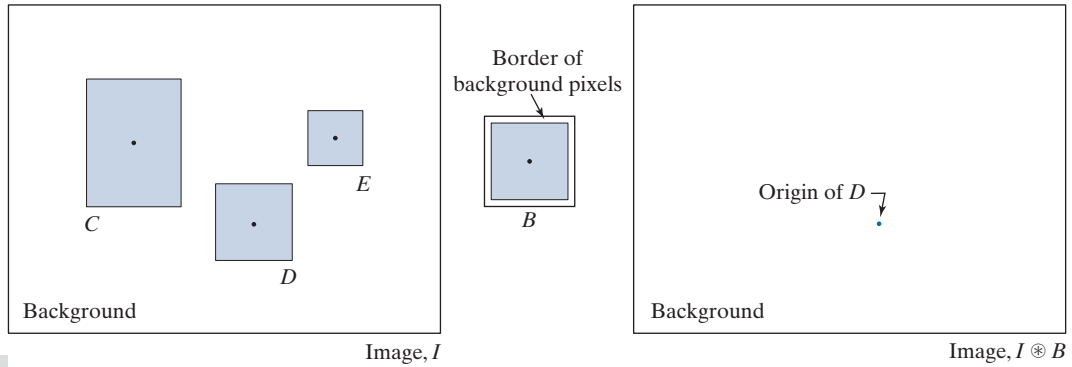 C
D
E
Background
Image, I
Border of
background pixels
B
Origin of D
Background
Image, I ⊛ B